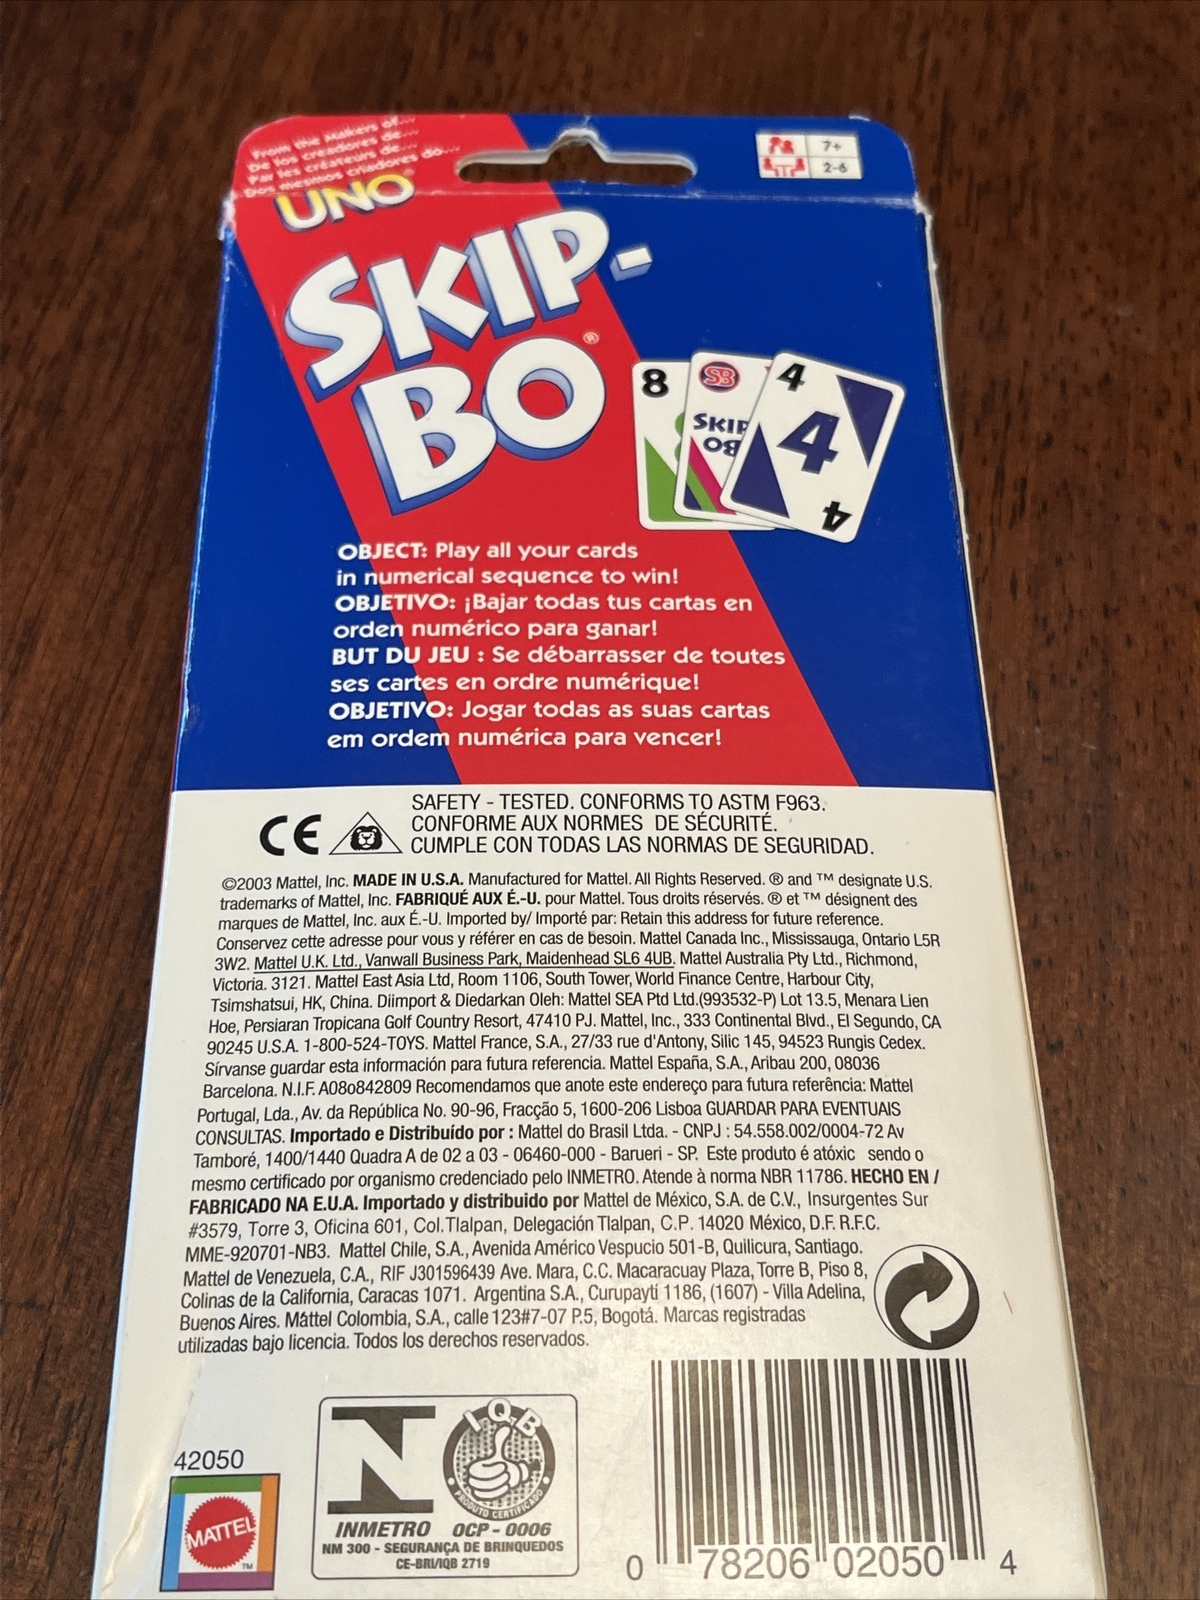 From the Makers of...
De los creadores de...
Par les créateurs de...
Dos mesmos criadores do...
UNO
7+
2-6
SKIP-
BO®
8
SB
SKIP
BO
4
4
4
OBJECT: Play all your cards
in numerical sequence to win!
OBJETIVO: ¡Bajar todas tus cartas en
orden numérico para ganar!
BUT DU JEU : Se débarrasser de toutes
ses cartes en ordre numérique!
OBJETIVO: Jogar todas as suas cartas
em ordem numérica para vencer!
CE
SAFETY - TESTED. CONFORMS TO ASTM F963.
CONFORME AUX NORMES DE SÉCURITÉ.
CUMPLE CON TODAS LAS NORMAS DE SEGURIDAD.
©2003 Mattel, Inc. MADE IN U.S.A. Manufactured for Mattel. All Rights Reserved. ® and ™ designate U.S.
trademarks of Mattel, Inc. FABRIQUÉ AUX É.-U. pour Mattel. Tous droits réservés. ® et ™ désignent des
marques de Mattel, Inc. aux É.-U. Imported by/ Importé par: Retain this address for future reference.
Conservez cette adresse pour vous y référer en cas de besoin. Mattel Canada Inc., Mississauga, Ontario L5R
3W2. Mattel U.K. Ltd., Vanwall Business Park, Maidenhead SL6 4UB. Mattel Australia Pty Ltd., Richmond,
Victoria. 3121. Mattel East Asia Ltd, Room 1106, South Tower, World Finance Centre, Harbour City,
Tsimshatsui, HK, China. Diimport & Diedarkan Oleh: Mattel SEA Ptd Ltd.(993532-P) Lot 13.5, Menara Lien
Hoe, Persiaran Tropicana Golf Country Resort, 47410 PJ. Mattel, Inc., 333 Continental Blvd., El Segundo, CA
90245 U.S.A. 1-800-524-TOYS. Mattel France, S.A., 27/33 rue d'Antony, Silic 145, 94523 Rungis Cedex.
Sírvanse guardar esta información para futura referencia. Mattel España, S.A., Aribau 200, 08036
Barcelona. N.I.F. A08o842809 Recomendamos que anote este endereço para futura referência: Mattel
Portugal, Lda., Av. da República No. 90-96, Fracção 5, 1600-206 Lisboa GUARDAR PARA EVENTUAIS
CONSULTAS. Importado e Distribuído por : Mattel do Brasil Ltda. - CNPJ : 54.558.002/0004-72 Av
Tamboré, 1400/1440 Quadra A de 02 a 03 - 06460-000 - Barueri - SP. Este produto é atóxic sendo o
mesmo certificado por organismo credenciado pelo INMETRO. Atende à norma NBR 11786. HECHO EN /
FABRICADO NA E.U.A. Importado y distribuido por Mattel de México, S.A. de C.V., Insurgentes Sur
#3579, Torre 3, Oficina 601, Col.Tlalpan, Delegación Tlalpan, C.P. 14020 México, D.F. R.F.C.
MME-920701-NB3. Mattel Chile, S.A., Avenida Américo Vespucio 501-B, Quilicura, Santiago.
Mattel de Venezuela, C.A., RIF J301596439 Ave. Mara, C.C. Macaracuay Plaza, Torre B, Piso 8,
Colinas de la California, Caracas 1071. Argentina S.A., Curupaytí 1186, (1607) - Villa Adelina,
Buenos Aires. Máttel Colombia, S.A., calle 123#7-07 P.5, Bogotá. Marcas registradas
utilizadas bajo licencia. Todos los derechos reservados.
42050
MATTEL
TM
IQB
PRODUTO CERTIFICADO
INMETRO OCP - 0006
NM 300 - SEGURANÇA DE BRINQUEDOS
CE-BRI/IQB 2719
0 78206 02050 4